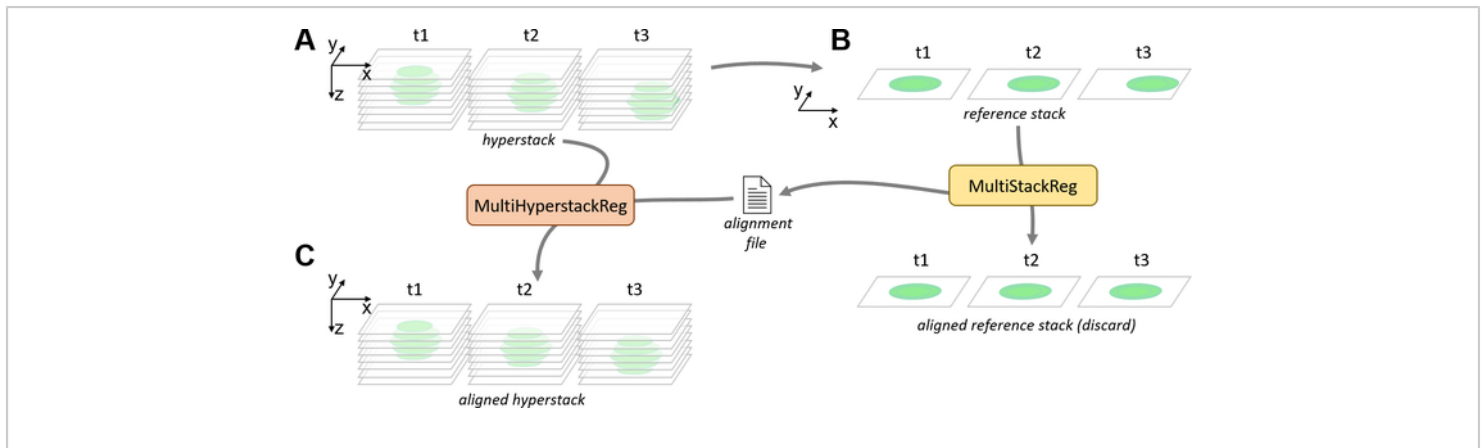 A
y
x
z
t1 t2 t3
hyperstack
B
t1 t2 t3
y
x
reference stack
MultiHyperstackReg
alignment
file
MultiStackReg
C
y
x
z
t1 t2 t3
aligned hyperstack
t1 t2 t3
aligned reference stack (discard)